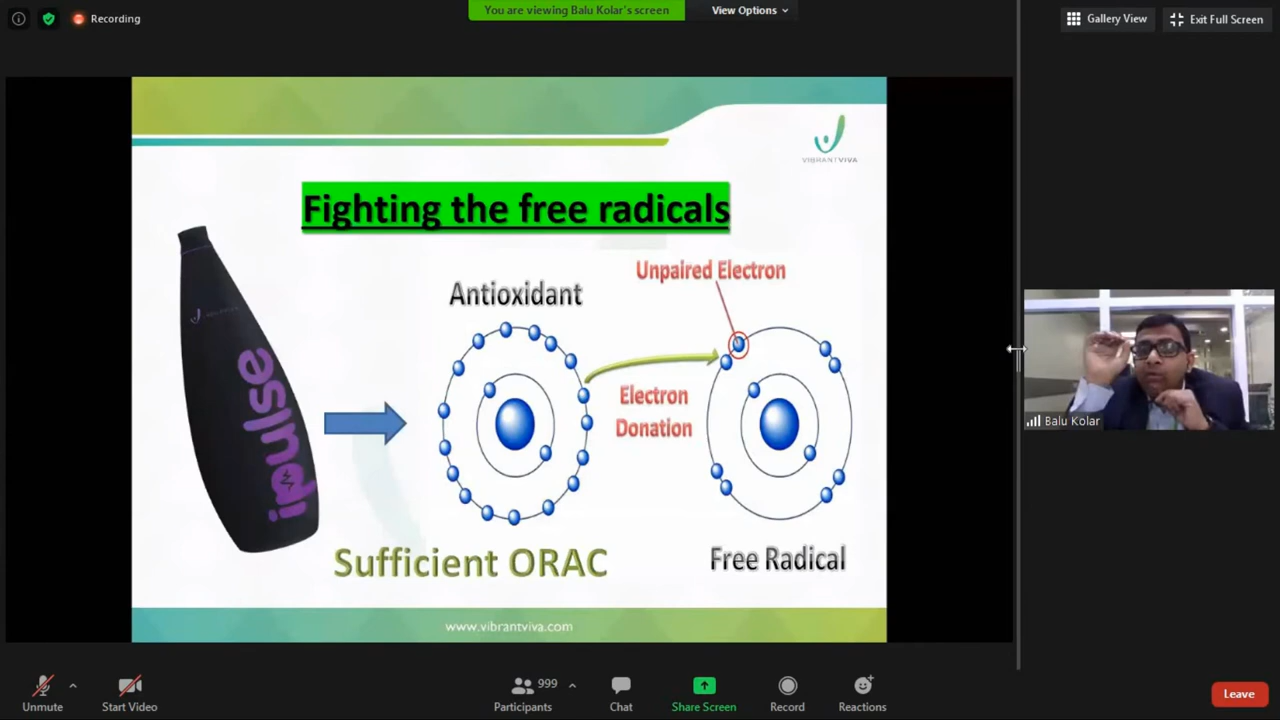 Recording
You are viewing Balu Kolar's screen
View Options
Gallery View
Exit Full Screen
VIBRANTVIVA
Fighting the free radicals
Unpaired Electron
Antioxidant
ipulse
Electron
Donation
Balu Kolar
Sufficient ORAC
Free Radical
www.vibrantviva.com
Unmute
Start Video
999
Participants
Chat
Share Screen
Record
Reactions
Leave